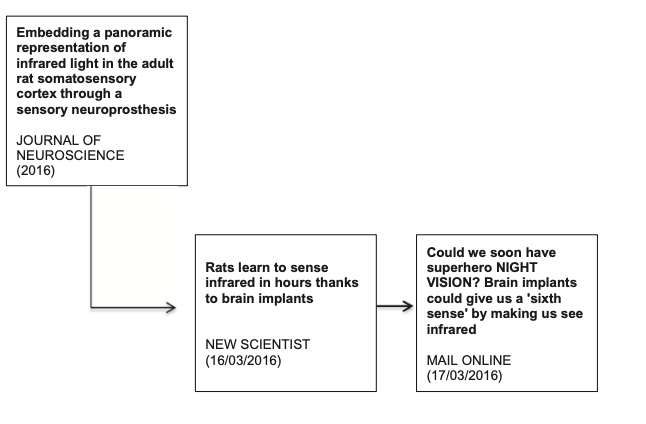 Embedding a panoramic
representation of
infrared light in the adult
rat somatosensory
cortex through a
sensory neuroprosthesis
JOURNAL OF
NEUROSCIENCE
(2016)
Rats learn to sense
infrared in hours thanks
to brain implants
NEW SCIENTIST
(16/03/2016)
Could we soon have
superhero NIGHT
VISION? Brain implants
could give us a 'sixth
sense' by making us see
infrared
MAIL ONLINE
(17/03/2016)